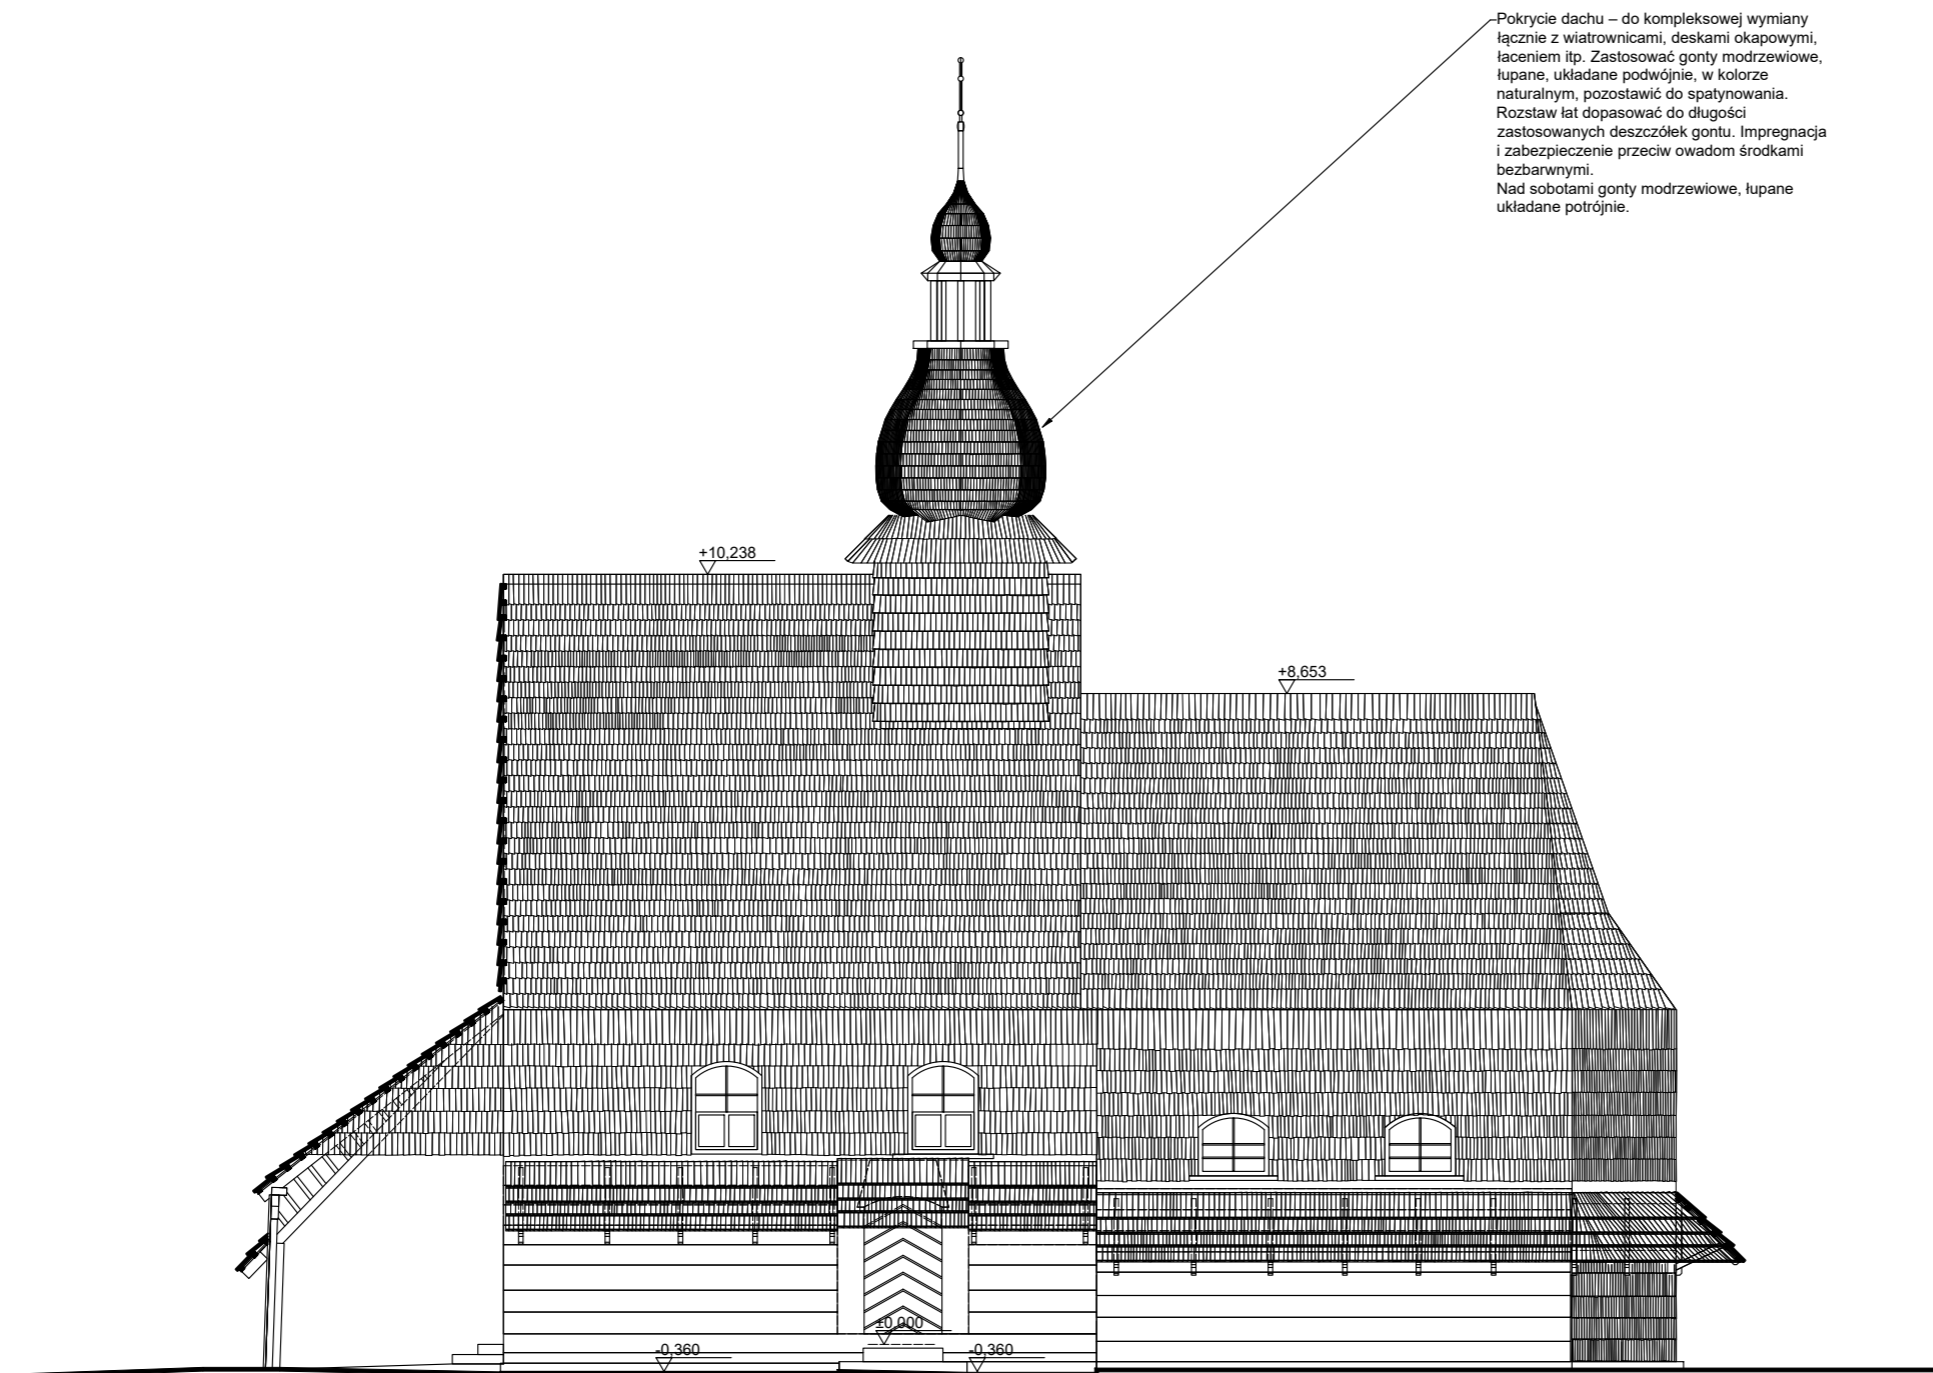 Pokrycie dachu – do kompleksowej wymiany
łącznie z wiatrownicami, deskami okapowymi,
łaceniem itp. Zastosować gonty modrzewiowe,
łupane, układane podwójnie, w kolorze
naturalnym, pozostawić do spatynowania.
Rozstaw łat dopasować do długości
zastosowanych deszczółek gontu. Impregnacja
i zabezpieczenie przeciw owadom środkami
bezbarwnymi.
Nad sobotami gonty modrzewiowe, łupane
układane potrójnie.
+10,238
+8,653
±0,000
-0,360
-0,360